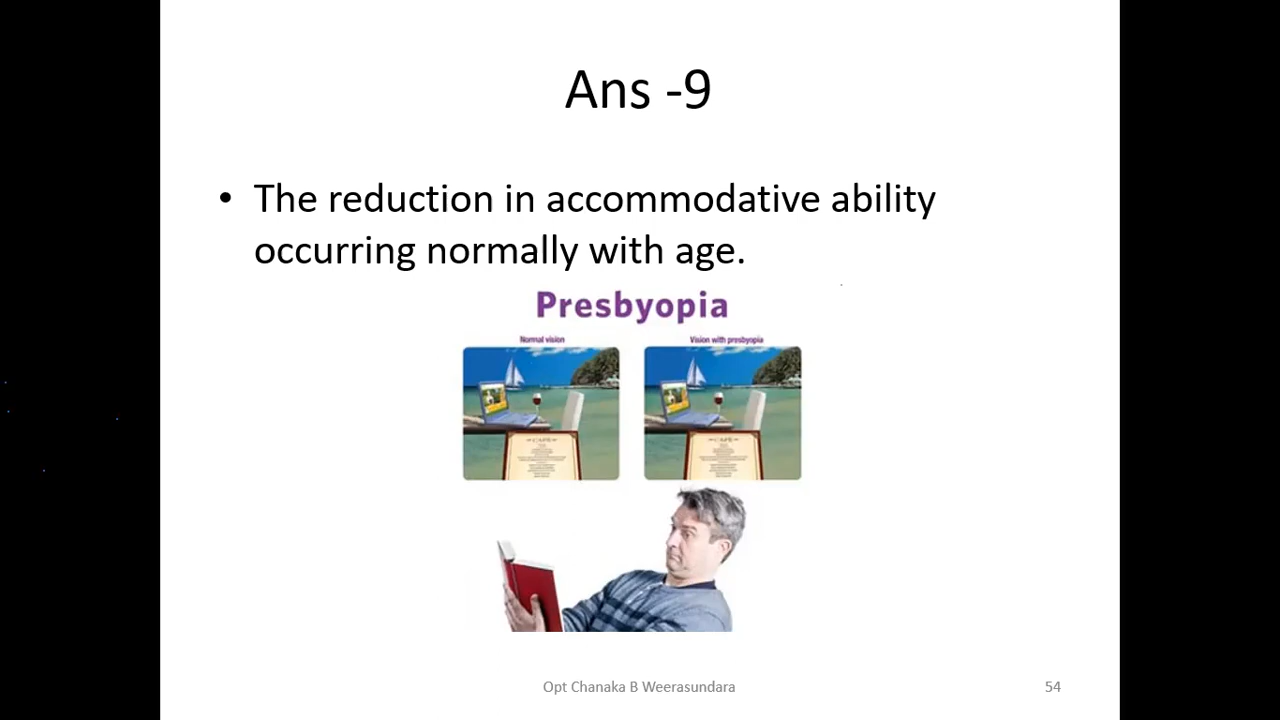 Ans -9
• The reduction in accommodative ability
occurring normally with age.
Presbyopia
Normal vision
Vision with presbyopia
CAFE
Opt Chanaka B Weerasundara
54